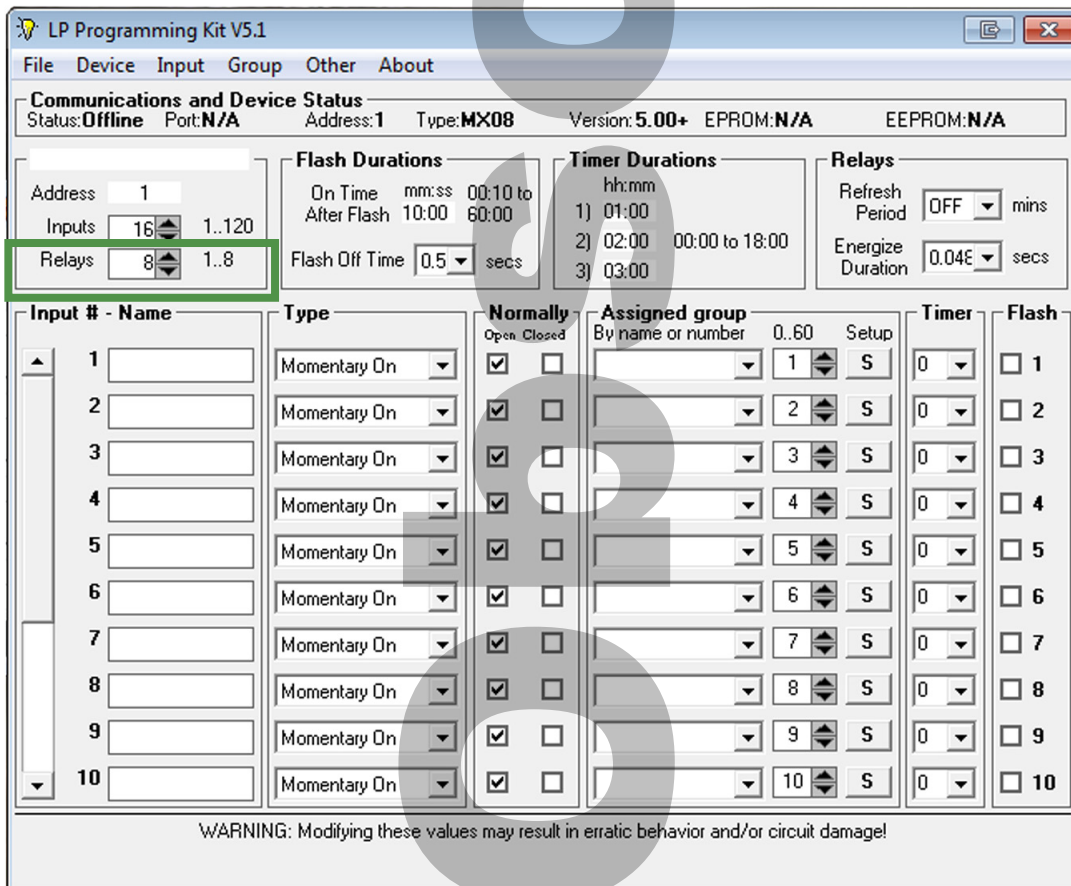 LP Programming Kit V5.1
File Device Input Group Other About
Communications and Device Status
Status:Offline Port:N/A Address:1 Type:MX08 Version:5.00+ EPROM:N/A EEPROM:N/A
Flash Durations Timer Durations Relays
Address 1
Inputs 16 1..120
Relays 8 1..8
On Time After Flash mm:ss 10:00 00:10 to 60:00
Flash Off Time 0.5 secs
hh:mm
1) 01:00
2) 02:00 00:00 to 18:00
3) 03:00
Refresh Period OFF mins
Energize Duration 0.048 secs
Input # - Name Type Normally Assigned group Timer Flash
Open Closed By name or number 0..60 Setup
1 Momentary On 1 S 0 1
2 Momentary On 2 S 0 2
3 Momentary On 3 S 0 3
4 Momentary On 4 S 0 4
5 Momentary On 5 S 0 5
6 Momentary On 6 S 0 6
7 Momentary On 7 S 0 7
8 Momentary On 8 S 0 8
9 Momentary On 9 S 0 9
10 Momentary On 10 S 0 10
WARNING: Modifying these values may result in erratic behavior and/or circuit damage!